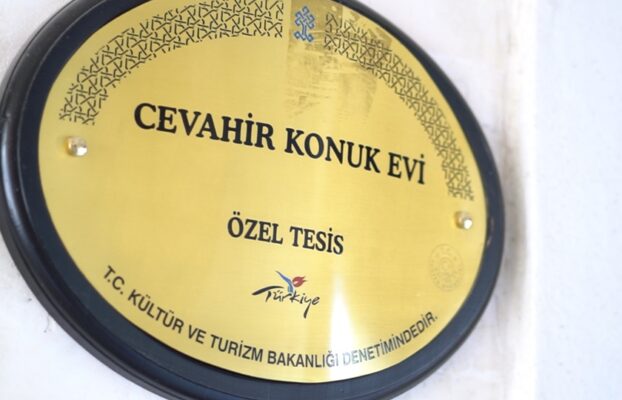 CEVAHİR KONUK EVİ
ÖZEL TESİS
Türkiye
T.C. KÜLTÜR VE TURİZM BAKANLIĞI DENETİMİNDEDİR.